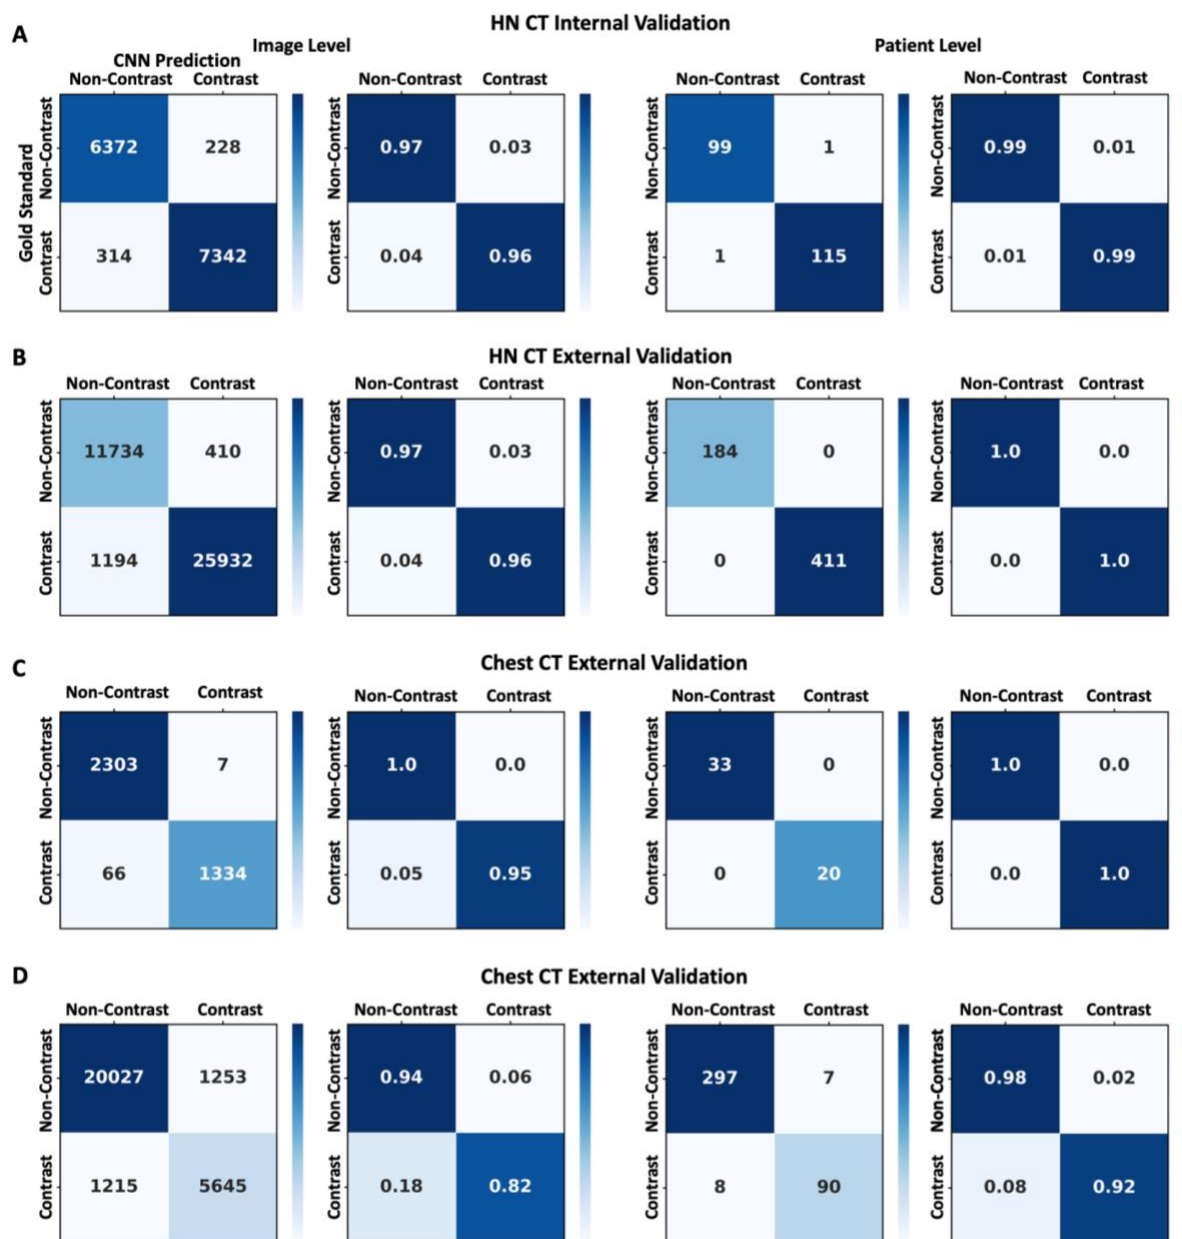 A
HN CT Internal Validation
Image Level
Patient Level
CNN Prediction
Non-Contrast Contrast
Non-Contrast Contrast
Non-Contrast Contrast
Non-Contrast Contrast
Gold Standard
Non-Contrast
6372 228
Non-Contrast
0.97 0.03
Non-Contrast
99 1
Non-Contrast
0.99 0.01
Contrast
314 7342
Contrast
0.04 0.96
Contrast
1 115
Contrast
0.01 0.99
B
HN CT External Validation
Non-Contrast Contrast
Non-Contrast Contrast
Non-Contrast Contrast
Non-Contrast Contrast
Non-Contrast
11734 410
Non-Contrast
0.97 0.03
Non-Contrast
184 0
Non-Contrast
1.0 0.0
Contrast
1194 25932
Contrast
0.04 0.96
Contrast
0 411
Contrast
0.0 1.0
C
Chest CT External Validation
Non-Contrast Contrast
Non-Contrast Contrast
Non-Contrast Contrast
Non-Contrast Contrast
Non-Contrast
2303 7
Non-Contrast
1.0 0.0
Non-Contrast
33 0
Non-Contrast
1.0 0.0
Contrast
66 1334
Contrast
0.05 0.95
Contrast
0 20
Contrast
0.0 1.0
D
Chest CT External Validation
Non-Contrast Contrast
Non-Contrast Contrast
Non-Contrast Contrast
Non-Contrast Contrast
Non-Contrast
20027 1253
Non-Contrast
0.94 0.06
Non-Contrast
297 7
Non-Contrast
0.98 0.02
Contrast
1215 5645
Contrast
0.18 0.82
Contrast
8 90
Contrast
0.08 0.92